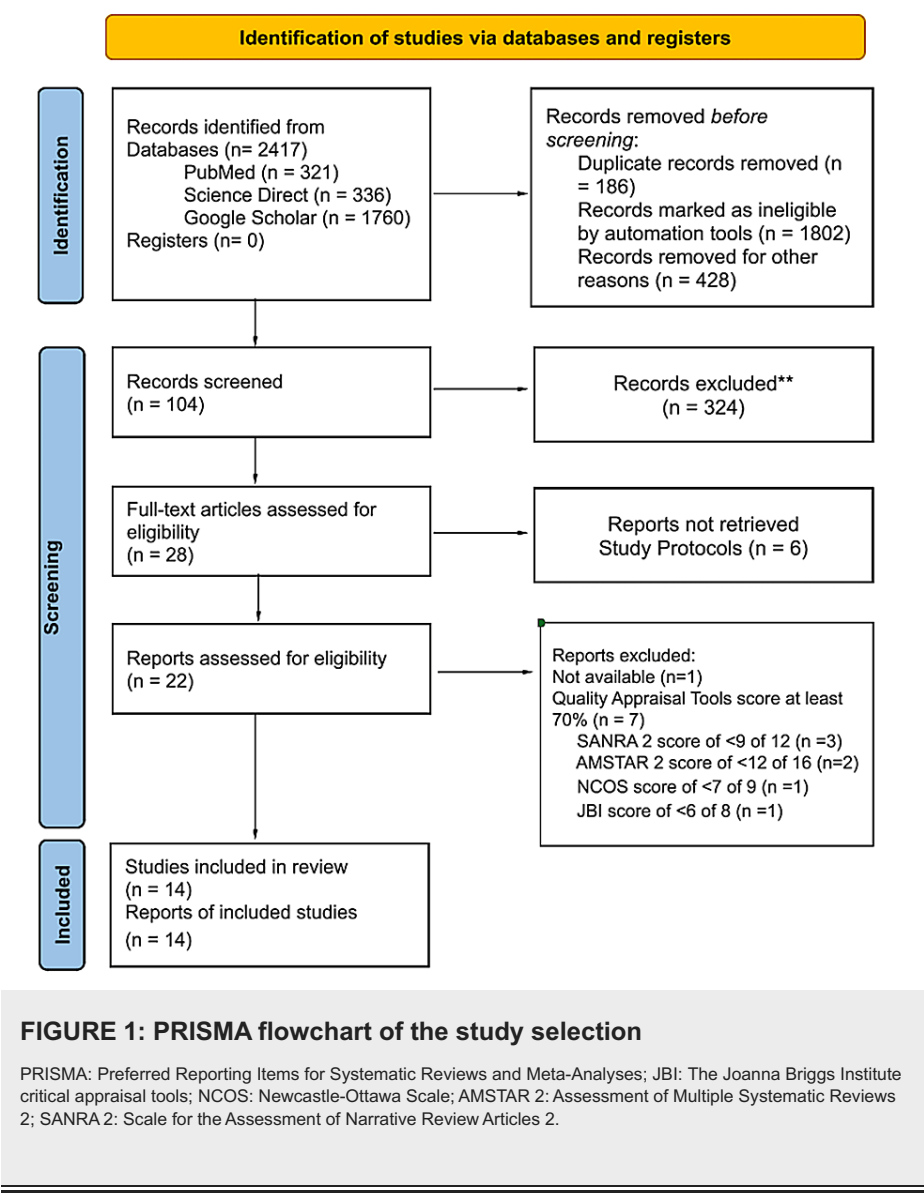 Identification of studies via databases and registers
Identification
Records identified from
Databases (n= 2417)
PubMed (n = 321)
Science Direct (n = 336)
Google Scholar (n = 1760)
Registers (n= 0)
Records removed before
screening:
Duplicate records removed (n
= 186)
Records marked as ineligible
by automation tools (n = 1802)
Records removed for other
reasons (n = 428)
Screening
Records screened
(n = 104)
Records excluded**
(n = 324)
Full-text articles assessed for
eligibility
(n = 28)
Reports not retrieved
Study Protocols (n = 6)
Reports assessed for eligibility
(n = 22)
Reports excluded:
Not available (n=1)
Quality Appraisal Tools score at least
70% (n = 7)
SANRA 2 score of <9 of 12 (n =3)
AMSTAR 2 score of <12 of 16 (n=2)
NCOS score of <7 of 9 (n =1)
JBI score of <6 of 8 (n =1)
Included
Studies included in review
(n = 14)
Reports of included studies
(n = 14)
FIGURE 1: PRISMA flowchart of the study selection
PRISMA: Preferred Reporting Items for Systematic Reviews and Meta-Analyses; JBI: The Joanna Briggs Institute
critical appraisal tools; NCOS: Newcastle-Ottawa Scale; AMSTAR 2: Assessment of Multiple Systematic Reviews
2; SANRA 2: Scale for the Assessment of Narrative Review Articles 2.